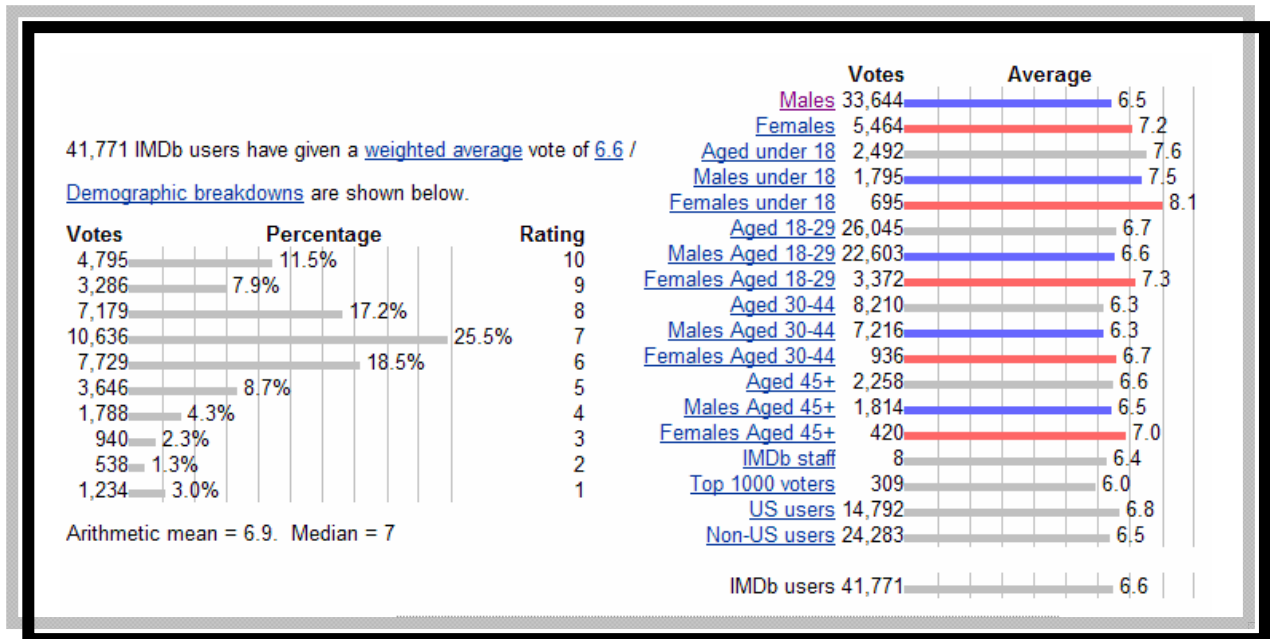 41,771 IMDb users have given a weighted average vote of 6.6 /
Demographic breakdowns are shown below.
Votes Percentage Rating
4,795 11.5% 10
3,286 7.9% 9
7,179 17.2% 8
10,636 25.5% 7
7,729 18.5% 6
3,646 8.7% 5
1,788 4.3% 4
940 2.3% 3
538 1.3% 2
1,234 3.0% 1
Arithmetic mean = 6.9. Median = 7
Votes Average
Males 33,644 6.5
Females 5,464 7.2
Aged under 18 2,492 7.6
Males under 18 1,795 7.5
Females under 18 695 8.1
Aged 18-29 26,045 6.7
Males Aged 18-29 22,603 6.6
Females Aged 18-29 3,372 7.3
Aged 30-44 8,210 6.3
Males Aged 30-44 7,216 6.3
Females Aged 30-44 936 6.7
Aged 45+ 2,258 6.6
Males Aged 45+ 1,814 6.5
Females Aged 45+ 420 7.0
IMDb staff 8 6.4
Top 1000 voters 309 6.0
US users 14,792 6.8
Non-US users 24,283 6.5
IMDb users 41,771 6.6